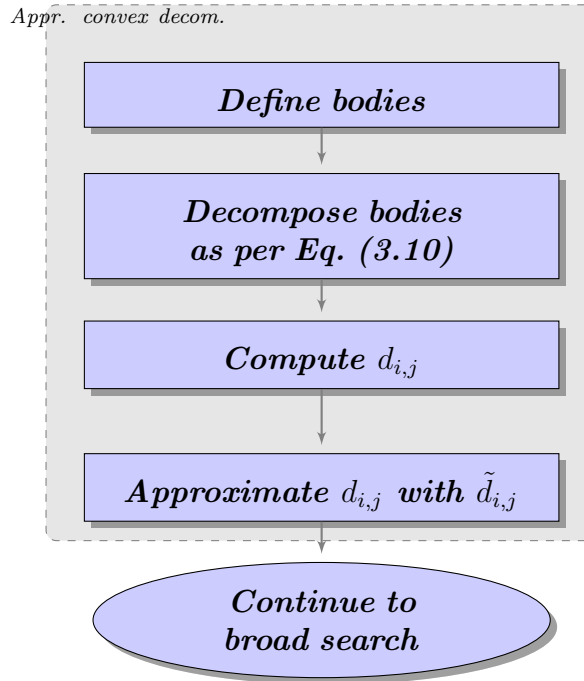 Appr. convex decom.
Define bodies
Decompose bodies
as per Eq. (3.10)
Compute $d_{i,j}$
Approximate $d_{i,j}$ with $\tilde{d}_{i,j}$
Continue to
broad search